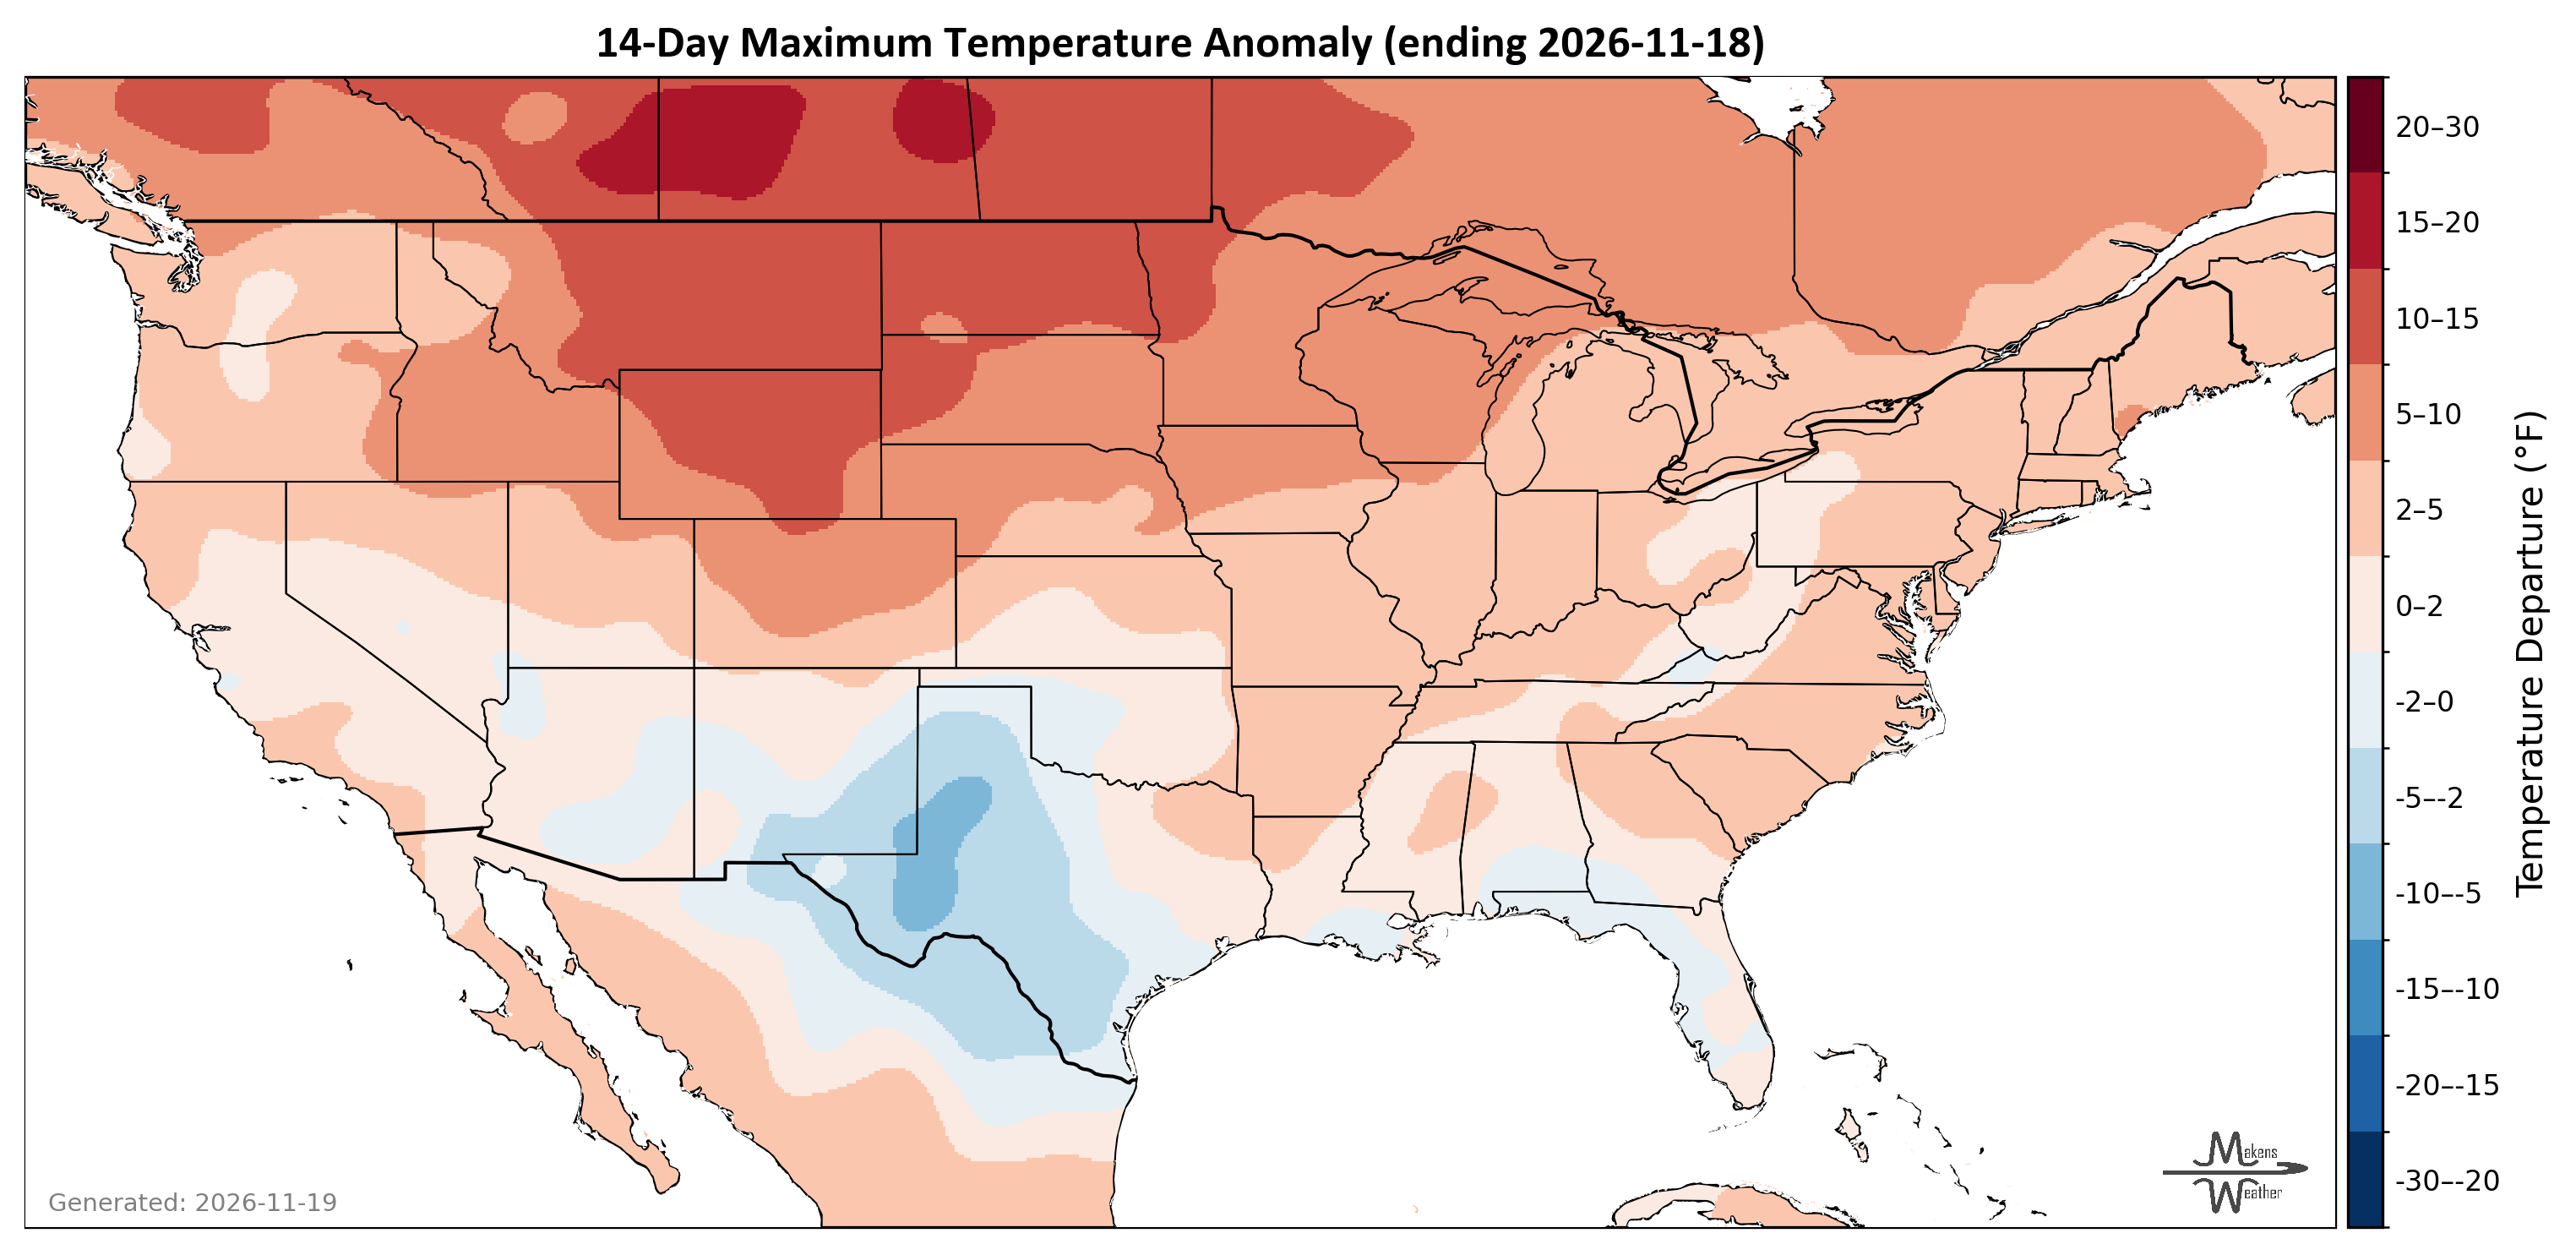 14-Day Maximum Temperature Anomaly (ending 2026-11-18)
20–30
15–20
10–15
5–10
2–5
0–2
-2–0
-5–-2
-10–-5
-15–-10
-20–-15
-30–-20
Temperature Departure (°F)
Generated: 2026-11-19
Makens
Weather